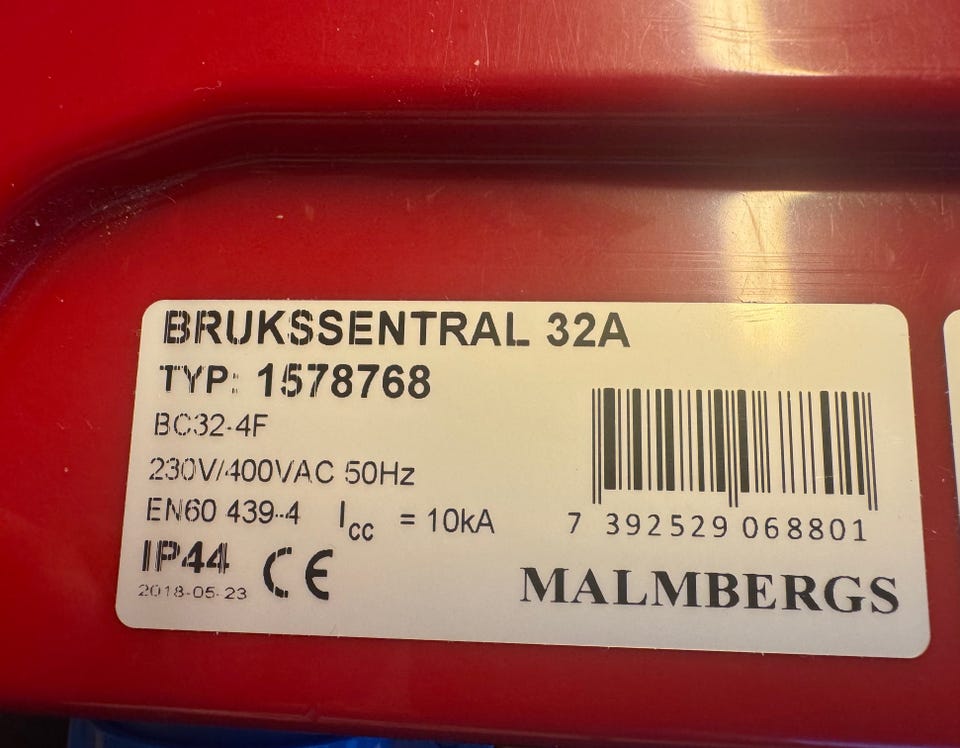 BRUKSSENTRAL 32A
TYP: 1578768
BC32-4F
230V/400VAC 50Hz
EN60 439-4 Icc = 10kA
7 392529 068801
IP44 CE
2018-05-23
MALMBERGS